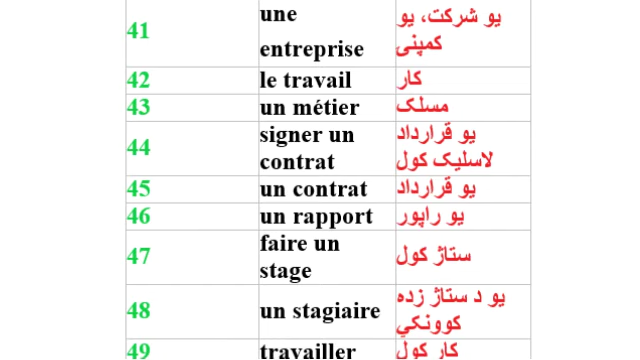 41 une یو شرکت، یو
entreprise کمپنی
42 le travail کار
43 un métier مسلک
44 signer un یو قرارداد
contrat لاسلیک کول
45 un contrat یو قرارداد
46 un rapport یو راپور
47 faire un ستاژ کول
stage
48 un stagiaire یو د ستاژ زده
کوونکي
49 travailler کار کول